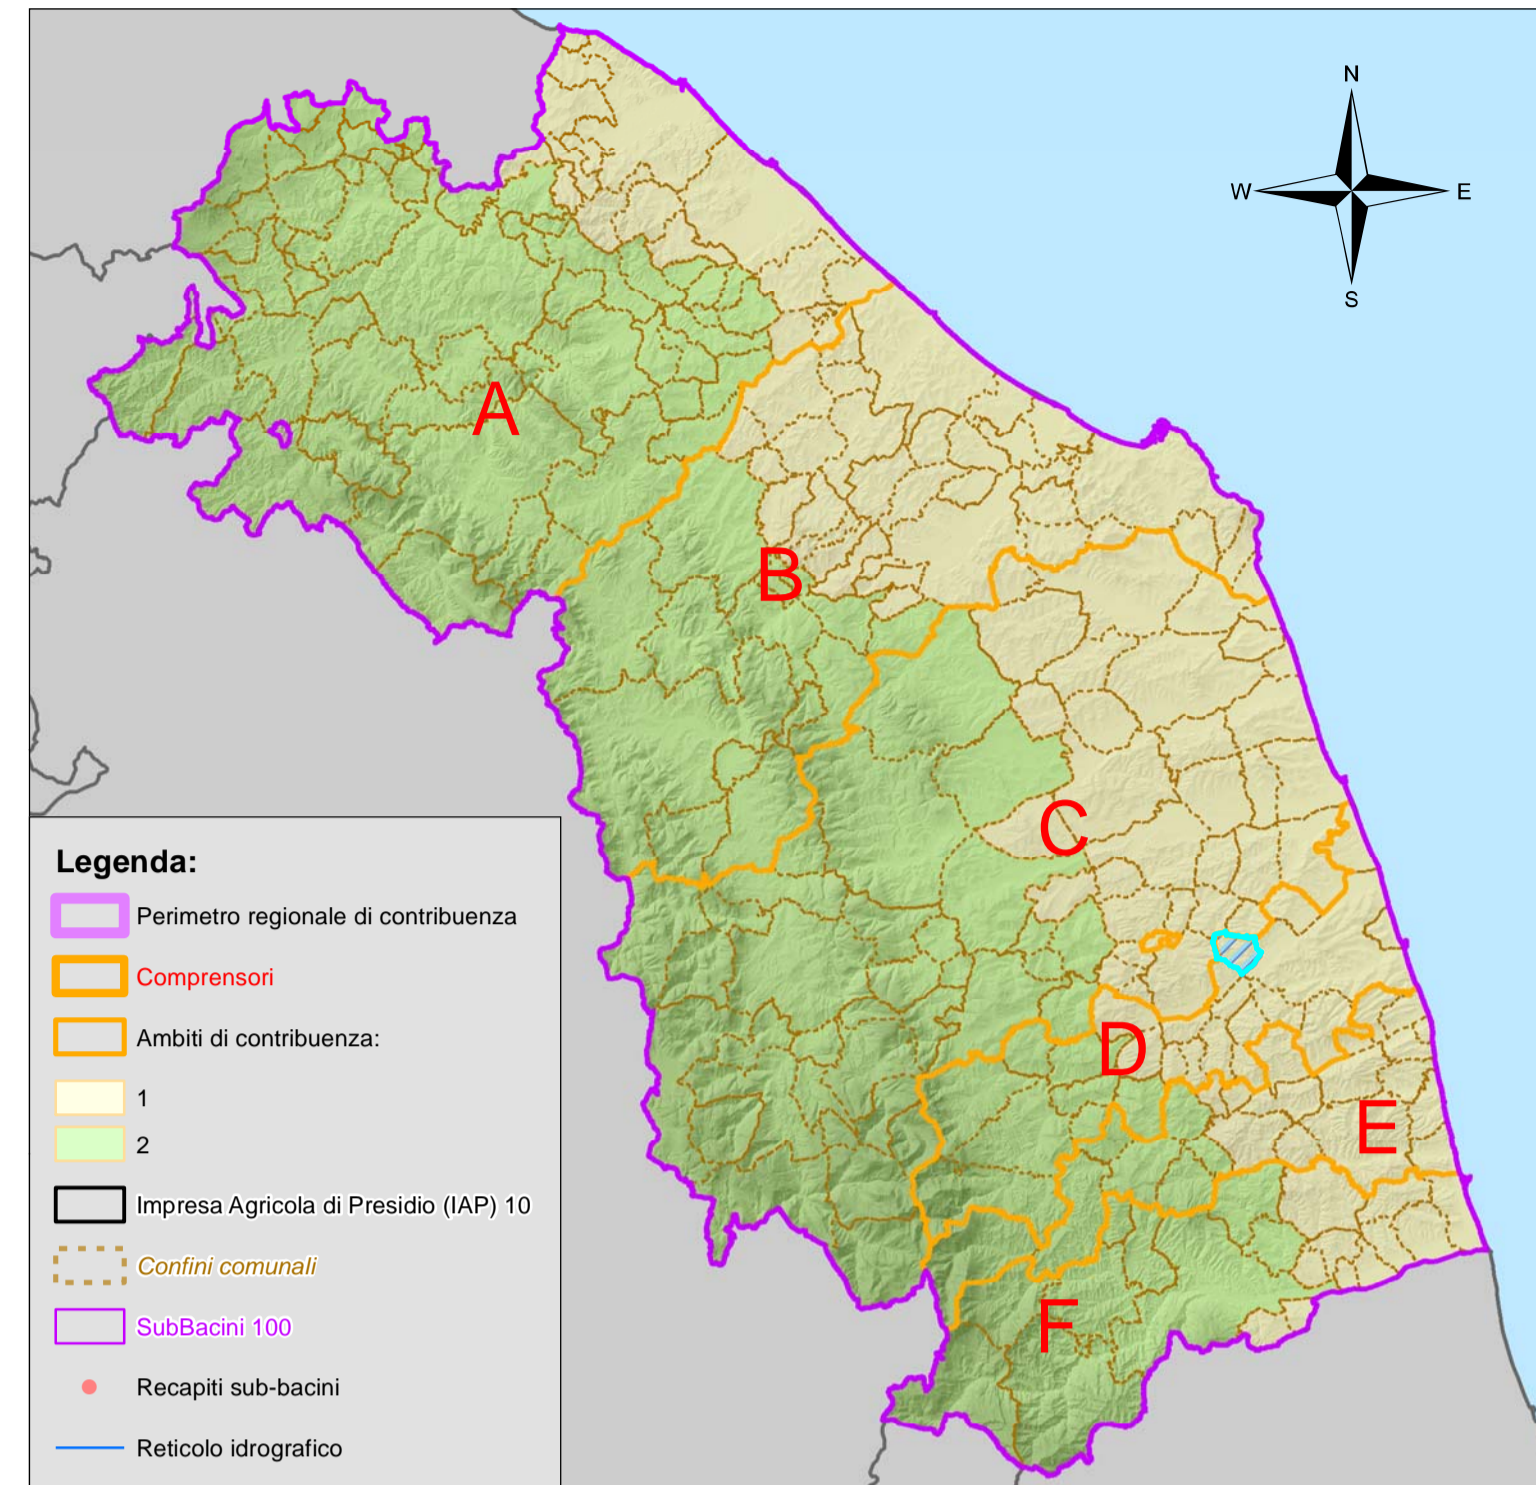 N
W
E
S
A
B
C
D
E
F
Legenda:
Perimetro regionale di contribuenza
Comprensori
Ambiti di contribuenza:
1
2
Impresa Agricola di Presidio (IAP) 10
Confini comunali
SubBacini 100
Recapiti sub-bacini
Reticolo idrografico